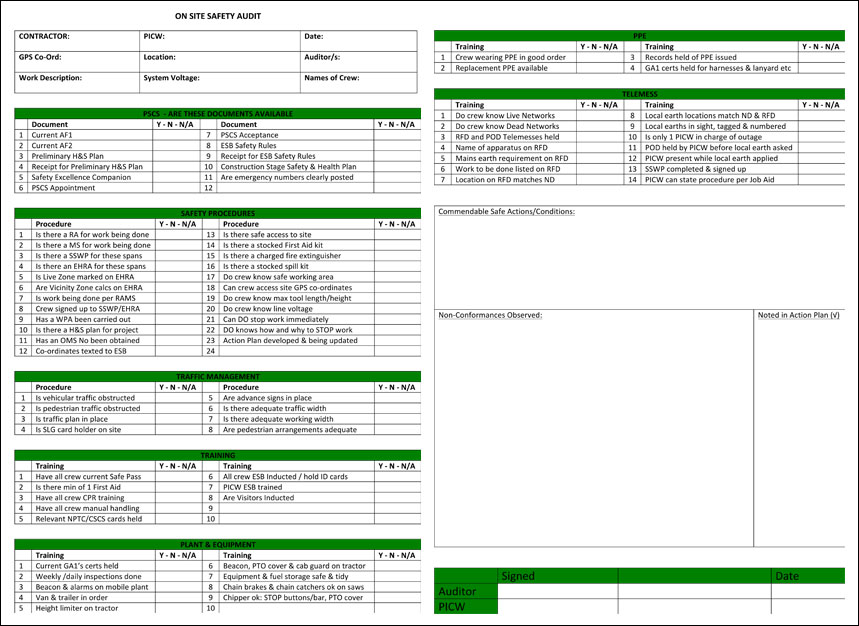 ON SITE SAFETY AUDIT
CONTRACTOR: PICW: Date:
GPS Co-Ord: Location: Auditor/s:
Work Description: System Voltage: Names of Crew:
PSCS - ARE THESE DOCUMENTS AVAILABLE
Document Y - N - N/A Document Y - N - N/A
1 Current AF1 7 PSCS Acceptance
2 Current AF2 8 ESB Safety Rules
3 Preliminary H&S Plan 9 Receipt for ESB Safety Rules
4 Receipt for Preliminary H&S Plan 10 Construction Stage Safety & Health Plan
5 Safety Excellence Companion 11 Are emergency numbers clearly posted
6 PSCS Appointment 12
SAFETY PROCEDURES
Procedure Y - N - N/A Procedure Y - N - N/A
1 Is there a RA for work being done 13 Is there safe access to site
2 Is there a MS for work being done 14 Is there a stocked First Aid kit
3 Is there a SSWP for these spans 15 Is there a charged fire extinguisher
4 Is there an EHRA for these spans 16 Is there a stocked spill kit
5 Is Live Zone marked on EHRA 17 Do crew know safe working area
6 Are Vicinity Zone calcs on EHRA 18 Can crew access site GPS co-ordinates
7 Is work being done per RAMS 19 Do crew know max tool length/height
8 Crew signed up to SSWP/EHRA 20 Do crew know line voltage
9 Has a WPA been carried out 21 Can DO stop work immediately
10 Is there a H&S plan for project 22 DO knows how and why to STOP work
11 Has an OMS No been obtained 23 Action Plan developed & being updated
12 Co-ordinates texted to ESB 24
TRAFFIC MANAGEMENT
Procedure Y - N - N/A Procedure Y - N - N/A
1 Is vehicular traffic obstructed 5 Are advance signs in place
2 Is pedestrian traffic obstructed 6 Is there adequate traffic width
3 Is traffic plan in place 7 Is there adequate working width
4 Is SLG card holder on site 8 Are pedestrian arrangements adequate
TRAINING
Training Y - N - N/A Training Y - N - N/A
1 Have all crew current Safe Pass 6 All crew ESB Inducted / hold ID cards
2 Is there min of 1 First Aid 7 PICW ESB trained
3 Have all crew CPR training 8 Are Visitors Inducted
4 Have all crew manual handling 9
5 Relevant NPTC/CSCS cards held 10
PLANT & EQUIPMENT
Training Y - N - N/A Training Y - N - N/A
1 Current GA1's certs held 6 Beacon, PTO cover & cab guard on tractor
2 Weekly /daily inspections done 7 Equipment & fuel storage safe & tidy
3 Beacon & alarms on mobile plant 8 Chain brakes & chain catchers ok on saws
4 Van & trailer in order 9 Chipper ok: STOP buttons/bar, PTO cover
5 Height limiter on tractor 10
PPE
Training Y - N - N/A Training Y - N - N/A
1 Crew wearing PPE in good order 3 Records held of PPE issued
2 Replacement PPE available 4 GA1 certs held for harnesses & lanyard etc
TELEMESS
Training Y - N - N/A Training Y - N - N/A
1 Do crew know Live Networks 8 Local earth locations match ND & RFD
2 Do crew know Dead Networks 9 Local earths in sight, tagged & numbered
3 RFD and POD Telemesses held 10 Is only 1 PICW in charge of outage
4 Name of apparatus on RFD 11 POD held by PICW before local earth asked
5 Mains earth requirement on RFD 12 PICW present while local earth applied
6 Work to be done listed on RFD 13 SSWP completed & signed up
7 Location on RFD matches ND 14 PICW can state procedure per Job Aid
Commendable Safe Actions/Conditions:
Non-Conformances Observed: Noted in Action Plan (√)
Signed Date
Auditor
PICW